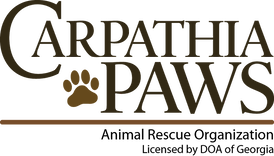 CARPATHIA
PAWS
Animal Rescue Organization
Licensed by DOA of Georgia